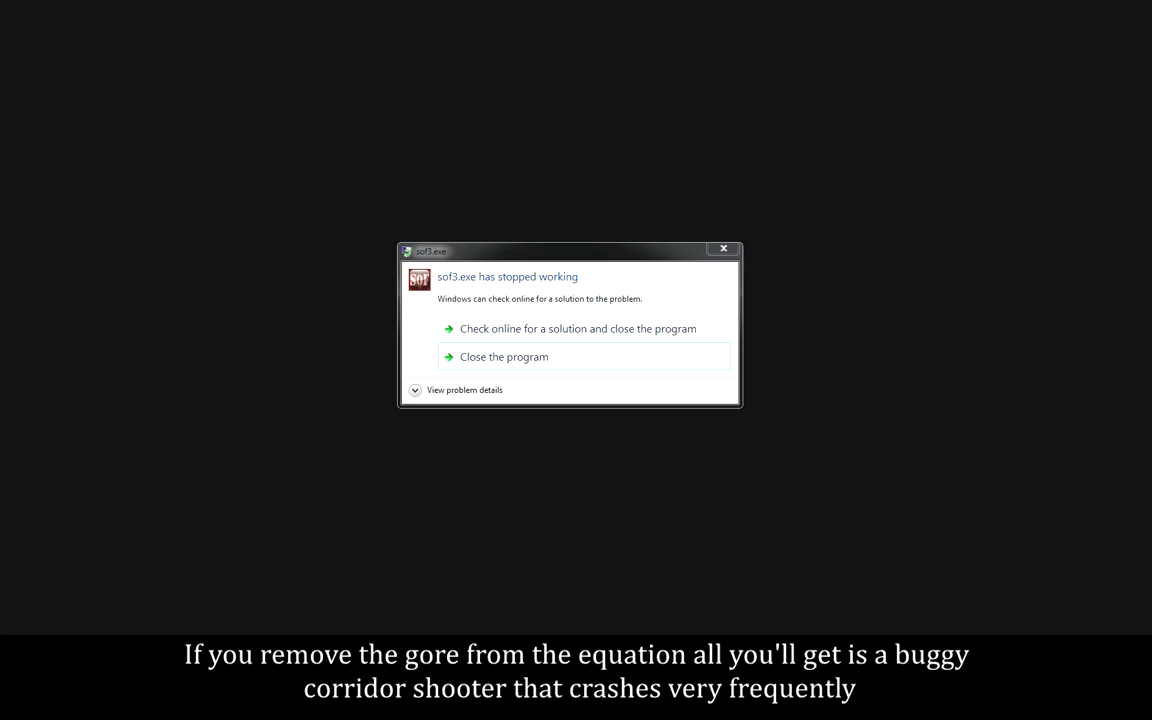 sof3.exe
X
SOF
sof3.exe has stopped working
Windows can check online for a solution to the problem.
Check online for a solution and close the program
Close the program
View problem details
If you remove the gore from the equation all you'll get is a buggy
corridor shooter that crashes very frequently